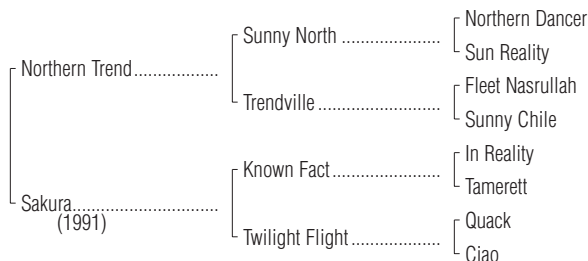 Northern Dancer
Sunny North ....................
Sun Reality
Northern Trend................
Fleet Nasrullah
Trendville ........................
Sunny Chile
In Reality
Known Fact......................
Tamerett
Sakura............................
(1991)
Quack
Twilight Flight..................
Ciao